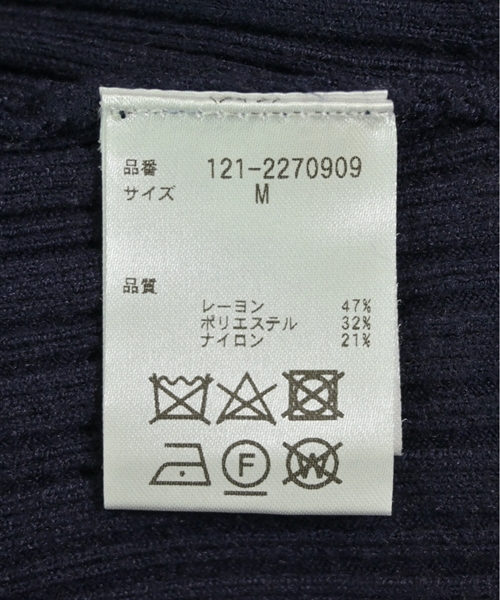 品番 121-2270909
サイズ M
品質
レーヨン 47%
ポリエステル 32%
ナイロン 21%
F W